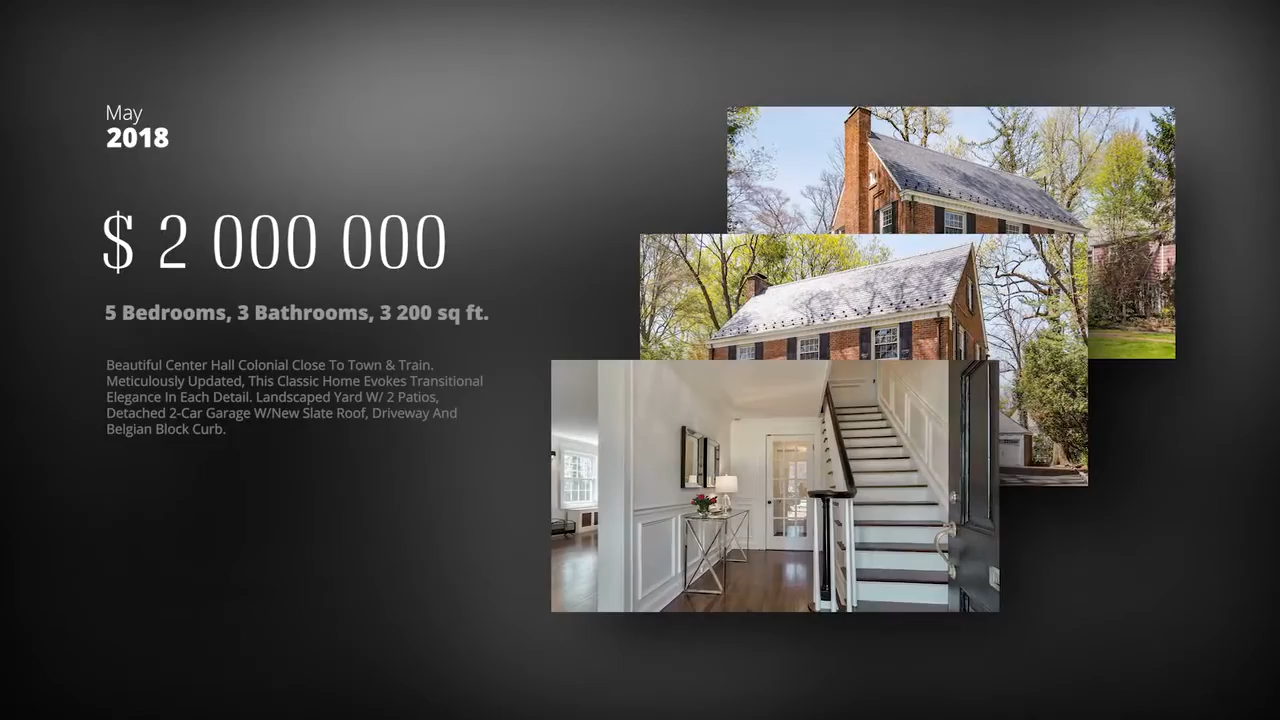 May
2018
$ 2 000 000
5 Bedrooms, 3 Bathrooms, 3 200 sq ft.
Beautiful Center Hall Colonial Close To Town & Train.
Meticulously Updated, This Classic Home Evokes Transitional
Elegance In Each Detail. Landscaped Yard W/ 2 Patios,
Detached 2-Car Garage W/New Slate Roof, Driveway And
Belgian Block Curb.